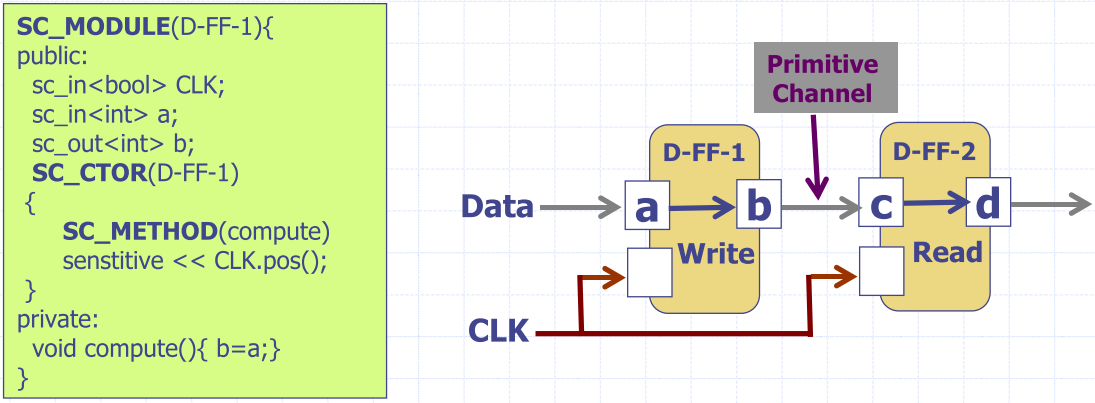 SC_MODULE(D-FF-1){
public:
sc_in<bool> CLK;
sc_in<int> a;
sc_out<int> b;
SC_CTOR(D-FF-1)
{
SC_METHOD(compute)
senstitive << CLK.pos();
}
private:
void compute(){ b=a;}
}
Primitive
Channel
D-FF-1
D-FF-2
Data
a
b
c
d
Write
Read
CLK